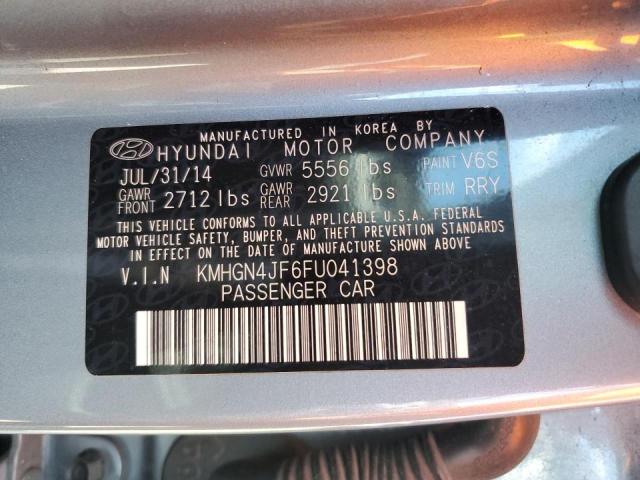 MANUFACTURED IN KOREA BY
HYUNDAI MOTOR COMPANY
JUL/31/14 GVWR 5556 lbs PAINT V6S
GAWR FRONT 2712 lbs GAWR REAR 2921 lbs TRIM RRY
THIS VEHICLE CONFORMS TO ALL APPLICABLE U.S.A. FEDERAL
MOTOR VEHICLE SAFETY, BUMPER, AND THEFT PREVENTION STANDARDS
IN EFFECT ON THE DATE OF MANUFACTURE SHOWN ABOVE.
V.I.N KMHGN4JF6FU041398
PASSENGER CAR